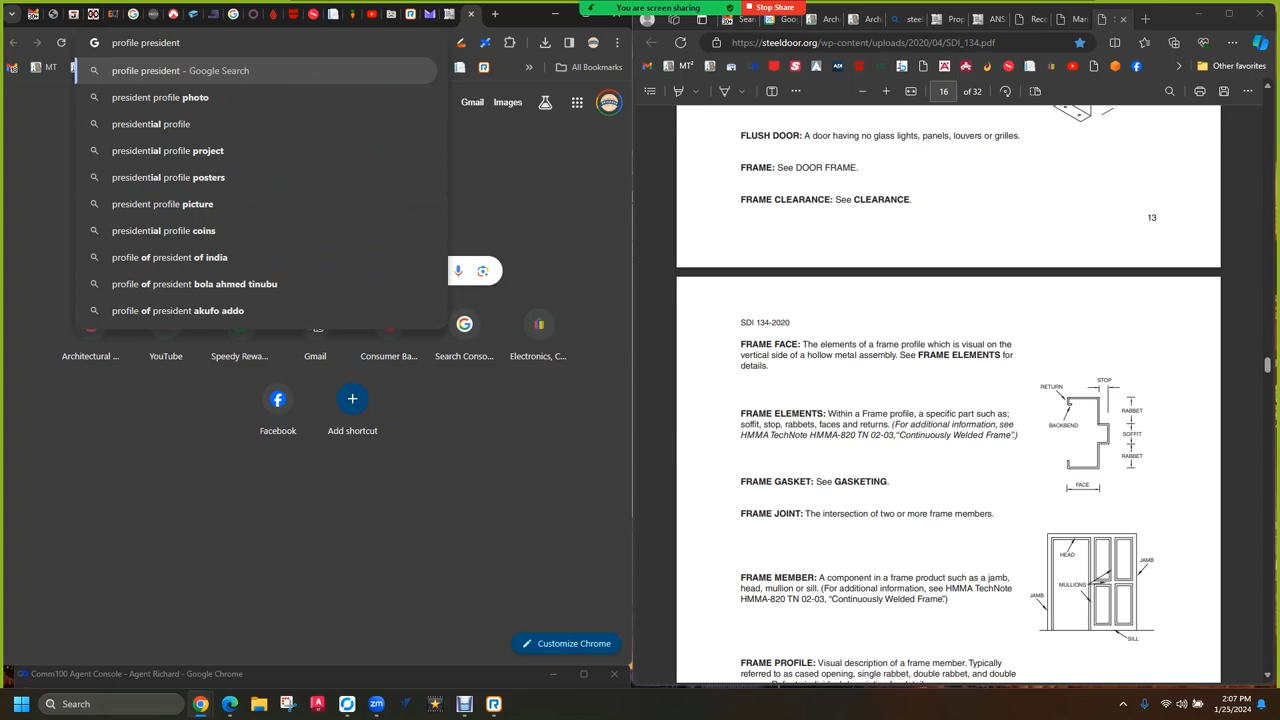 You are screen sharing
Stop Share
Sear
Archi
Arch
steel
Prop
ANS
Reco
profile president
https://steeldoor.org/wp-content/uploads/2020/04/SDI_134.pdf
MT
All Bookmarks
MT²
Other favorites
profile president - Google Search
president profile photo
presidential profile
presidential profile project
presidential profile posters
president profile picture
presidential profile coins
profile of president of india
profile of president bola ahmed tinubu
profile of president akufo addo
Gmail
Images
16
of 32
Architectural ...
YouTube
Speedy Rewa...
Gmail
Consumer Ba...
Search Conso...
Electronics, C...
Facebook
Add shortcut
Customize Chrome
Comm100 Agent Console - Agent Richard - Google Chrome
FLUSH DOOR: A door having no glass lights, panels, louvers or grilles.
FRAME: See DOOR FRAME.
FRAME CLEARANCE: See CLEARANCE.
13
SDI 134-2020
FRAME FACE: The elements of a frame profile which is visual on the
vertical side of a hollow metal assembly. See FRAME ELEMENTS for
details.
STOP
RETURN
RABBET
BACKBEND
SOFFIT
RABBET
FACE
FRAME ELEMENTS: Within a Frame profile, a specific part such as;
soffit, stop, rabbets, faces and returns. (For additional information, see
HMMA TechNote HMMA-820 TN 02-03,"Continuously Welded Frame".)
FRAME GASKET: See GASKETING.
FRAME JOINT: The intersection of two or more frame members.
HEAD
JAMB
MULLIONS
JAMB
SILL
FRAME MEMBER: A component in a frame product such as a jamb,
head, mullion or sill. (For additional information, see HMMA TechNote
HMMA-820 TN 02-03, "Continuously Welded Frame".)
FRAME PROFILE: Visual description of a frame member. Typically
referred to as cased opening, single rabbet, double rabbet, and double
Search
2:07 PM
1/25/2024